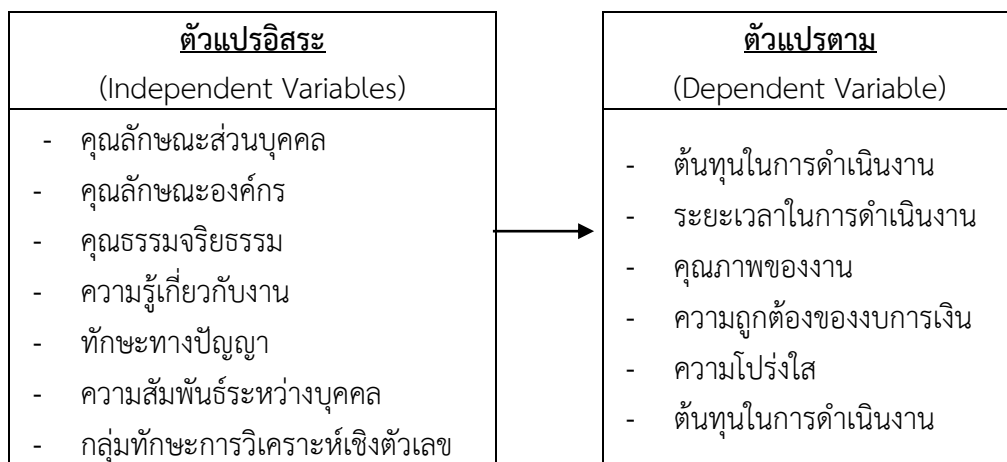 ตัวแปรอิสระ
(Independent Variables)
- คุณลักษณะส่วนบุคคล
- คุณลักษณะองค์กร
- คุณธรรมจริยธรรม
- ความรู้เกี่ยวกับงาน
- ทักษะทางปัญญา
- ความสัมพันธ์ระหว่างบุคคล
- กลุ่มทักษะการวิเคราะห์เชิงตัวเลข
ตัวแปรตาม
(Dependent Variable)
- ต้นทุนในการดำเนินงาน
- ระยะเวลาในการดำเนินงาน
- คุณภาพของงาน
- ความถูกต้องของงบการเงิน
- ความโปร่งใส
- ต้นทุนในการดำเนินงาน